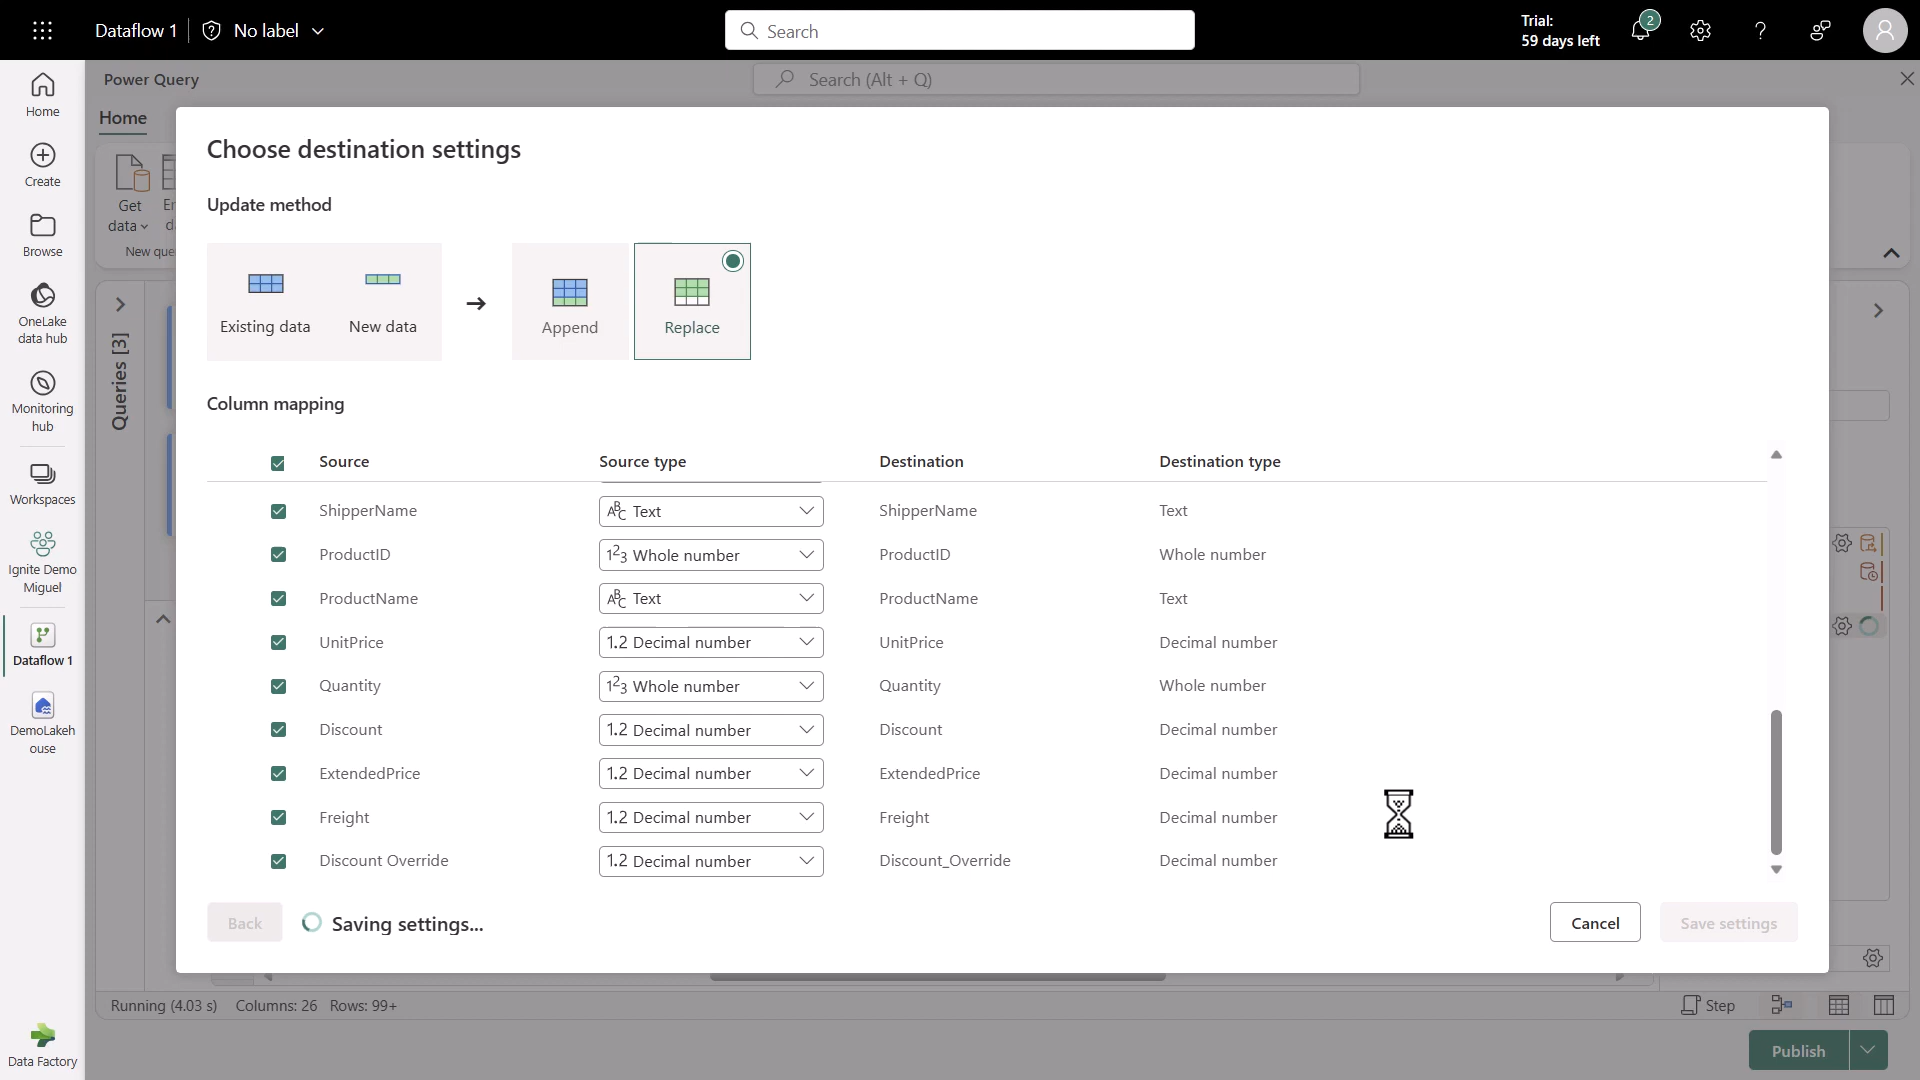 Dataflow 1
No label
Search
Trial:
59 days left
2
Home
Create
Browse
OneLake
data hub
Monitoring
hub
Workspaces
Ignite Demo
Miguel
Dataflow 1
DemoLakeh
ouse
Data Factory
Power Query
Search (Alt + Q)
Home
Get
data
New que
Queries [3]
Choose destination settings
Update method
Existing data
New data
Append
Replace
Column mapping
Source Source type Destination Destination type
ShipperName ABC Text ShipperName Text
ProductID 123 Whole number ProductID Whole number
ProductName ABC Text ProductName Text
UnitPrice 1.2 Decimal number UnitPrice Decimal number
Quantity 123 Whole number Quantity Whole number
Discount 1.2 Decimal number Discount Decimal number
ExtendedPrice 1.2 Decimal number ExtendedPrice Decimal number
Freight 1.2 Decimal number Freight Decimal number
Discount Override 1.2 Decimal number Discount_Override Decimal number
Back
Saving settings...
Cancel
Save settings
Running (4.03 s) Columns: 26 Rows: 99+
Step
Publish